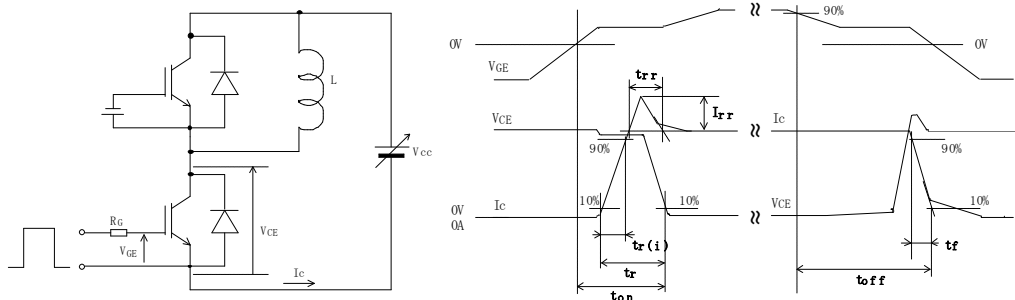 L
Vcc
RG
VGE
VCE
Ic
0V
VGE
90%
0V
trr
Irr
VCE
Ic
90%
90%
Ic
10%
10%
VCE
10%
0V
0A
tr(i)
tr
ton
tf
toff